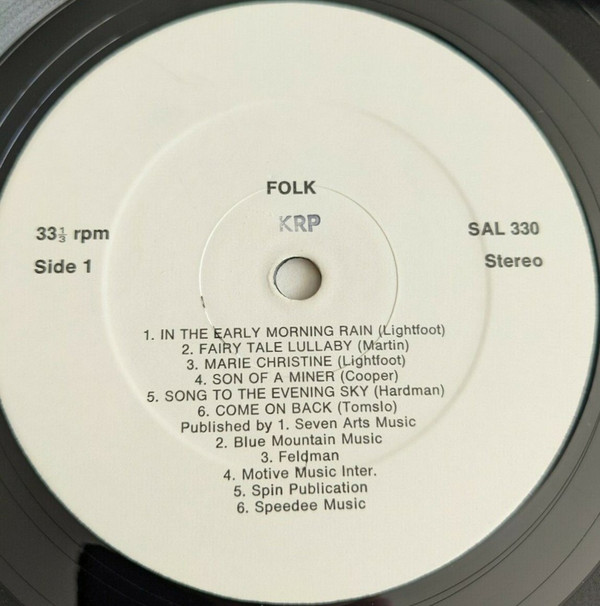 FOLK
KRP
33⅓ rpm
SAL 330
Side 1
Stereo
1. IN THE EARLY MORNING RAIN (Lightfoot)
2. FAIRY TALE LULLABY (Martin)
3. MARIE CHRISTINE (Lightfoot)
4. SON OF A MINER (Cooper)
5. SONG TO THE EVENING SKY (Hardman)
6. COME ON BACK (Tomslo)
Published by 1. Seven Arts Music
2. Blue Mountain Music
3. Feldman
4. Motive Music Inter.
5. Spin Publication
6. Speedee Music